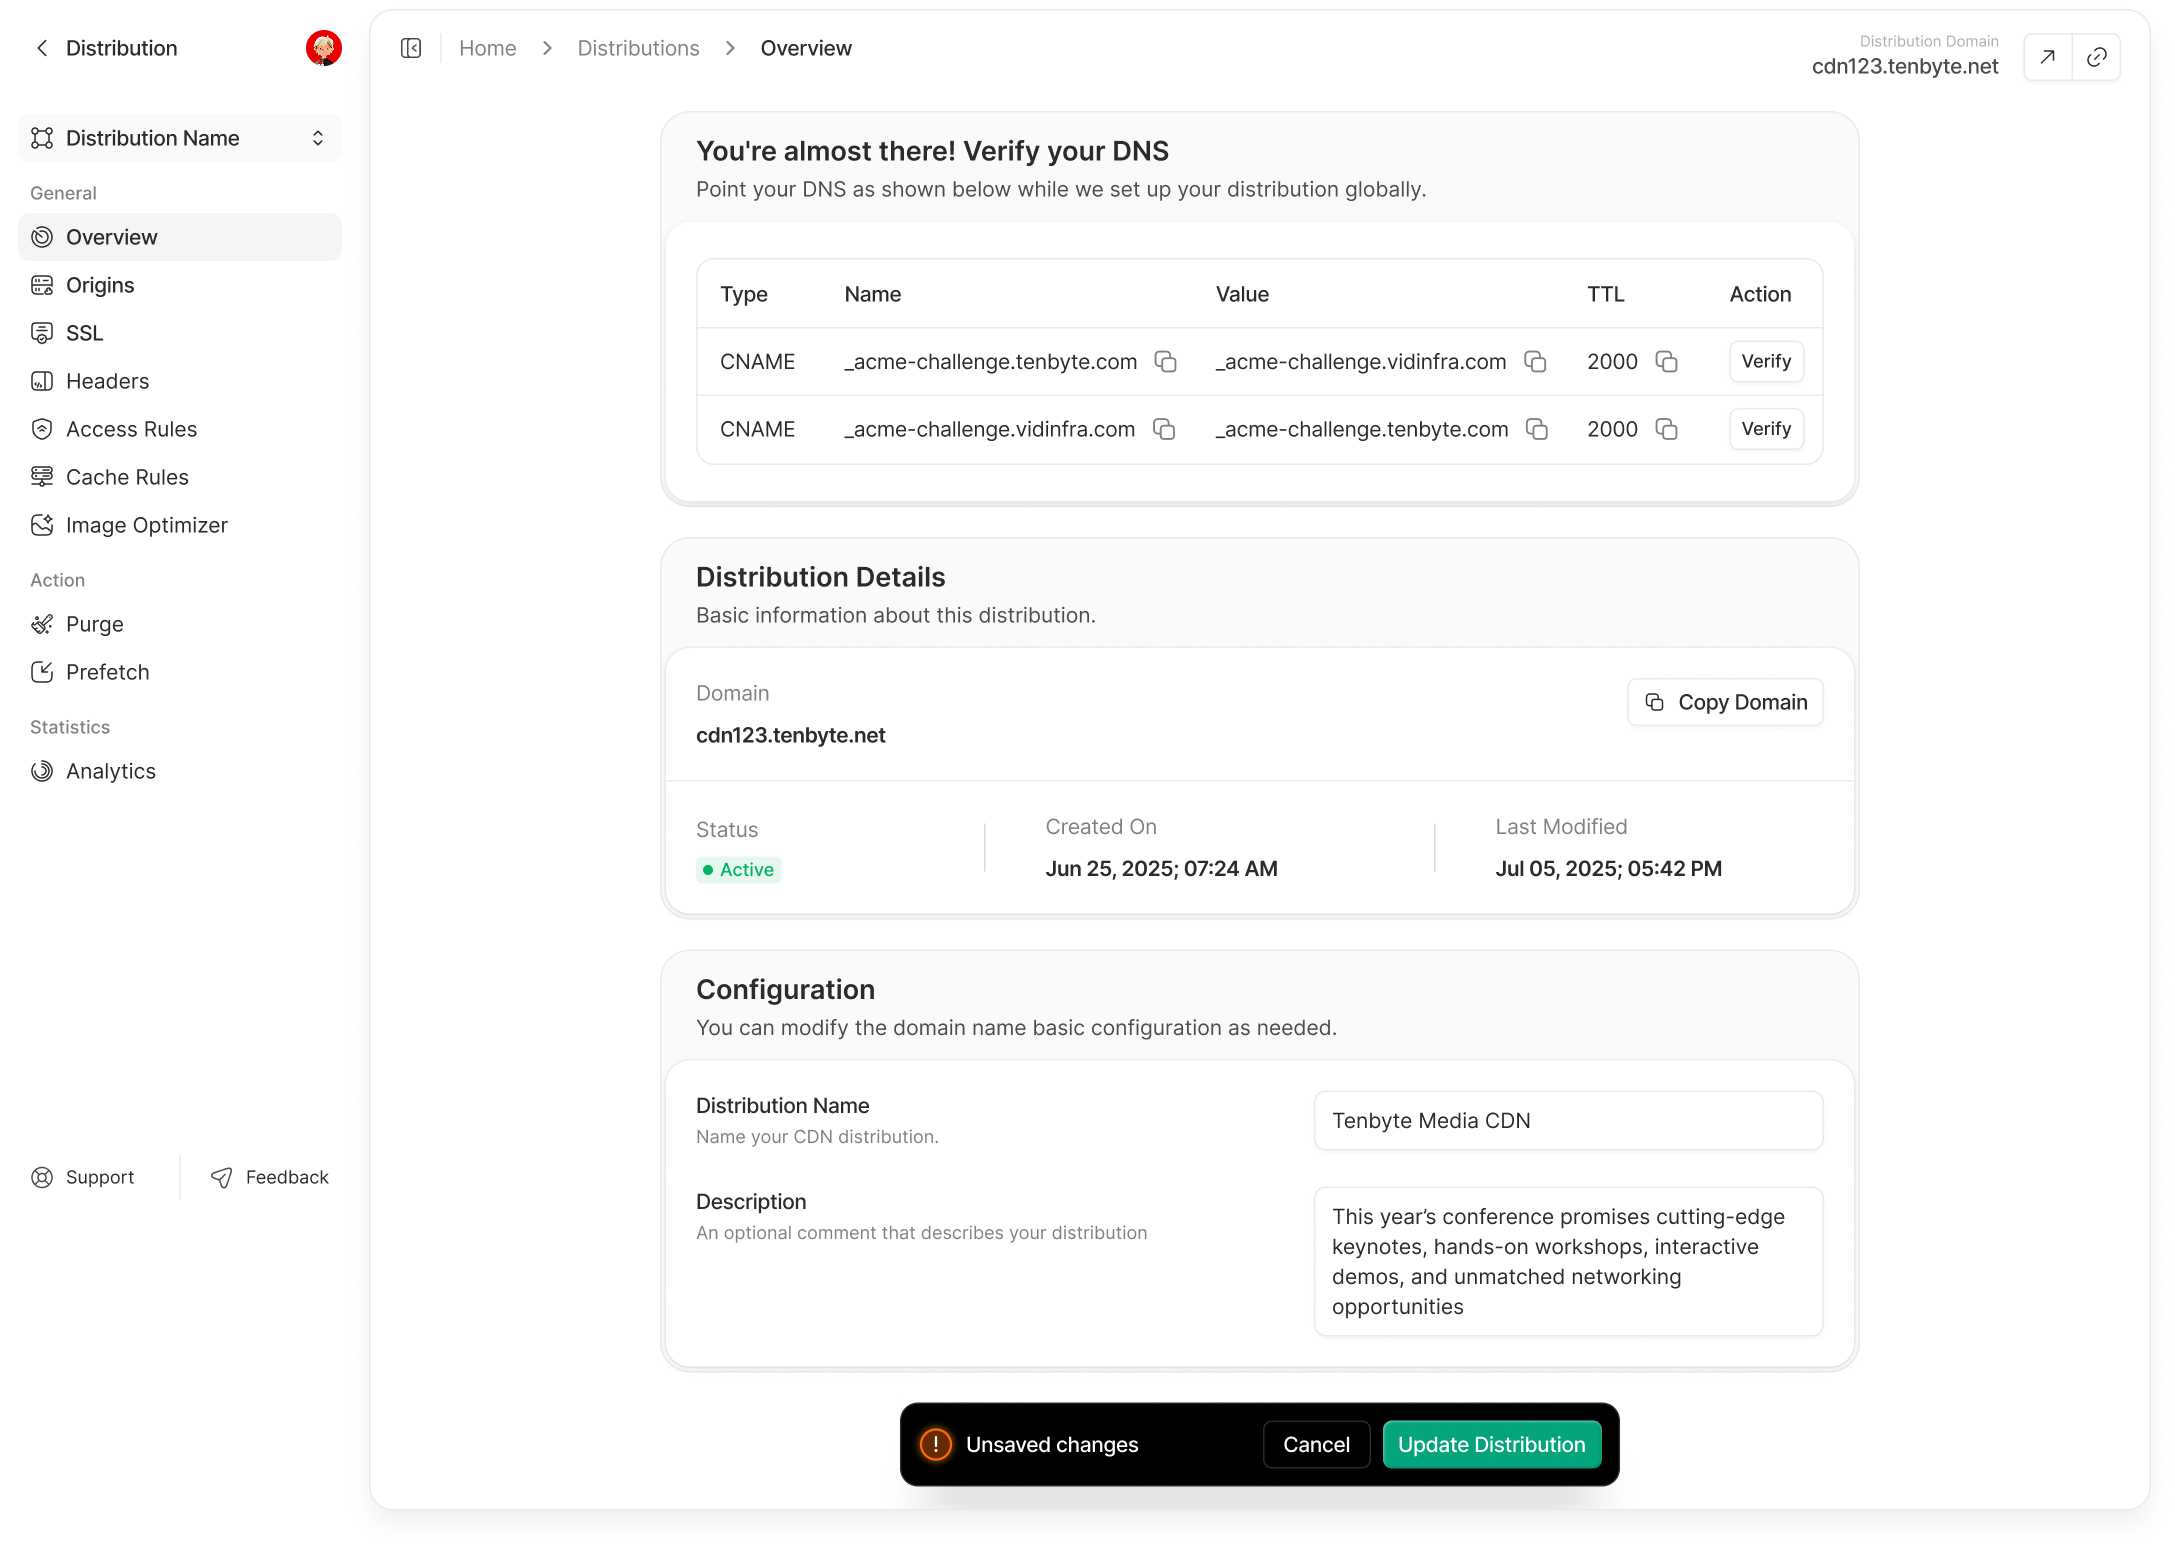 Distribution
Distribution Name
General
Overview
Origins
SSL
Headers
Access Rules
Cache Rules
Image Optimizer
Action
Purge
Prefetch
Statistics
Analytics
Support
Feedback
Home > Distributions > Overview
Distribution Domain
cdn123.tenbyte.net
You're almost there! Verify your DNS
Point your DNS as shown below while we set up your distribution globally.
Type Name Value TTL Action
CNAME _acme-challenge.tenbyte.com _acme-challenge.vidinfra.com 2000 Verify
CNAME _acme-challenge.vidinfra.com _acme-challenge.tenbyte.com 2000 Verify
Distribution Details
Basic information about this distribution.
Domain
cdn123.tenbyte.net
Copy Domain
Status Created On Last Modified
Active Jun 25, 2025; 07:24 AM Jul 05, 2025; 05:42 PM
Configuration
You can modify the domain name basic configuration as needed.
Distribution Name
Name your CDN distribution.
Tenbyte Media CDN
Description
An optional comment that describes your distribution
This year’s conference promises cutting-edge
keynotes, hands-on workshops, interactive
demos, and unmatched networking
opportunities
Unsaved changes Cancel Update Distribution